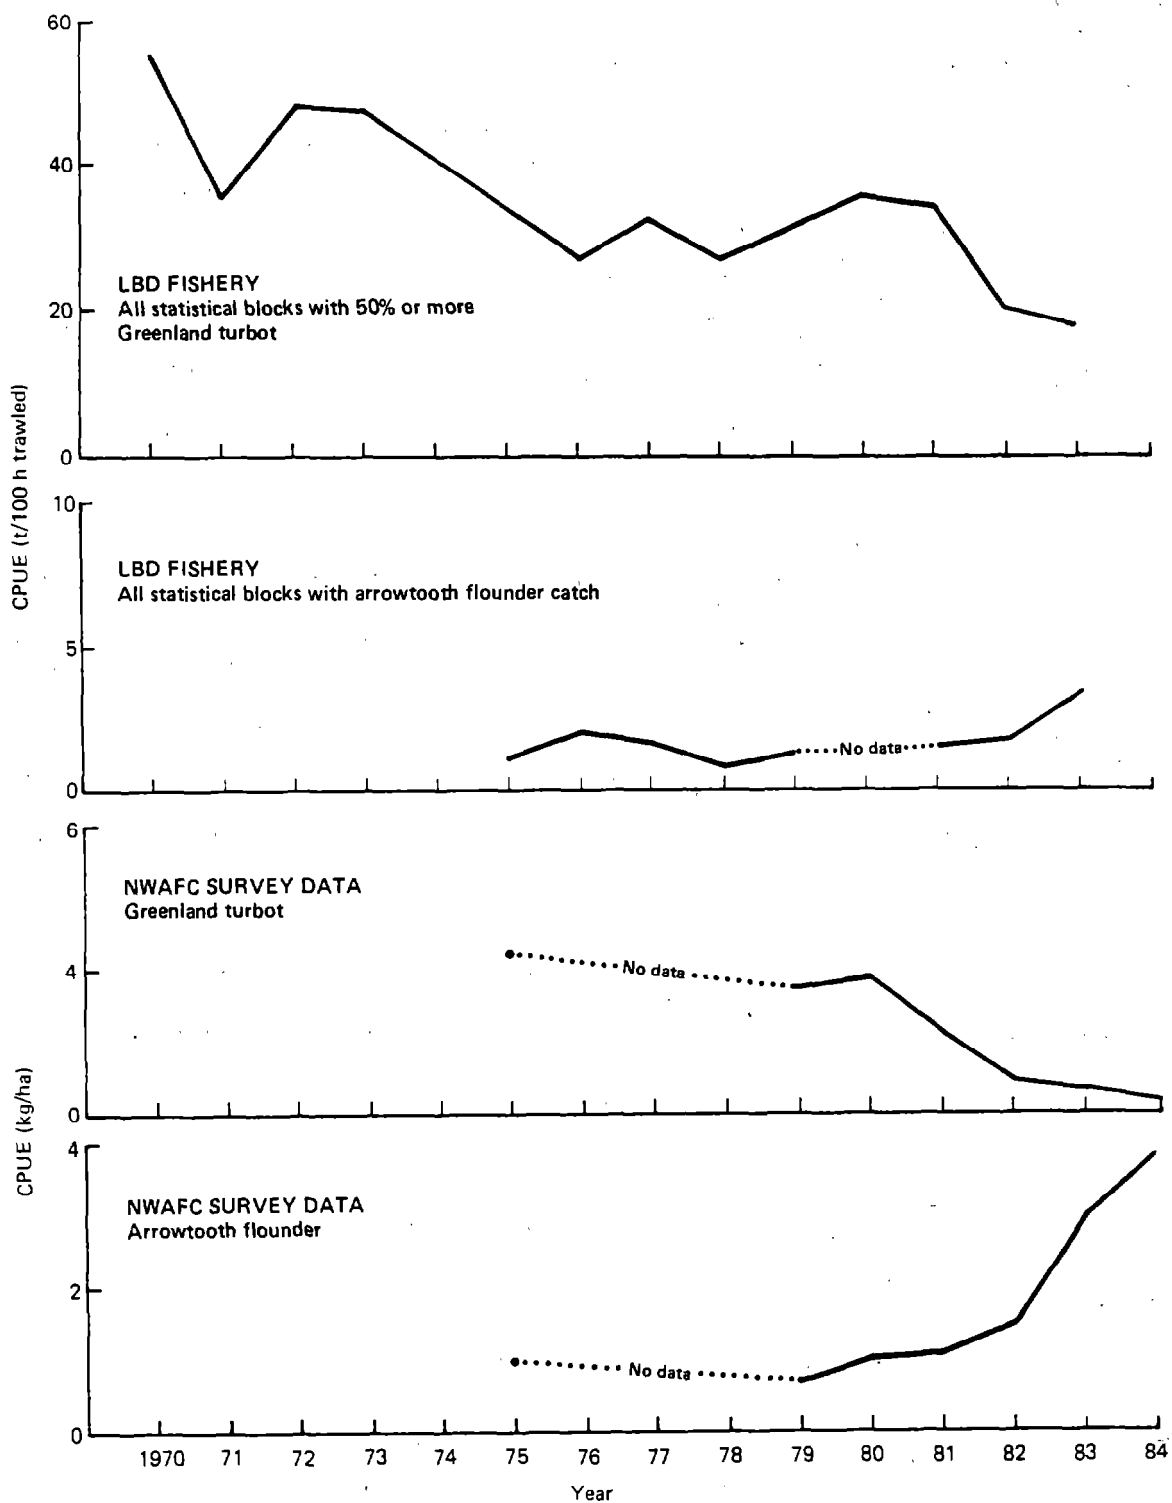 60
40
20
0
LBD FISHERY
All statistical blocks with 50% or more
Greenland turbot
CPUE (t/100 h trawled)
10
5
0
LBD FISHERY
All statistical blocks with arrowtooth flounder catch
No data
6
4
0
NWAFC SURVEY DATA
Greenland turbot
No data
CPUE (kg/ha)
4
2
0
NWAFC SURVEY DATA
Arrowtooth flounder
No data
1970 71 72 73 74 75 76 77 78 79 80 81 82 83 84
Year